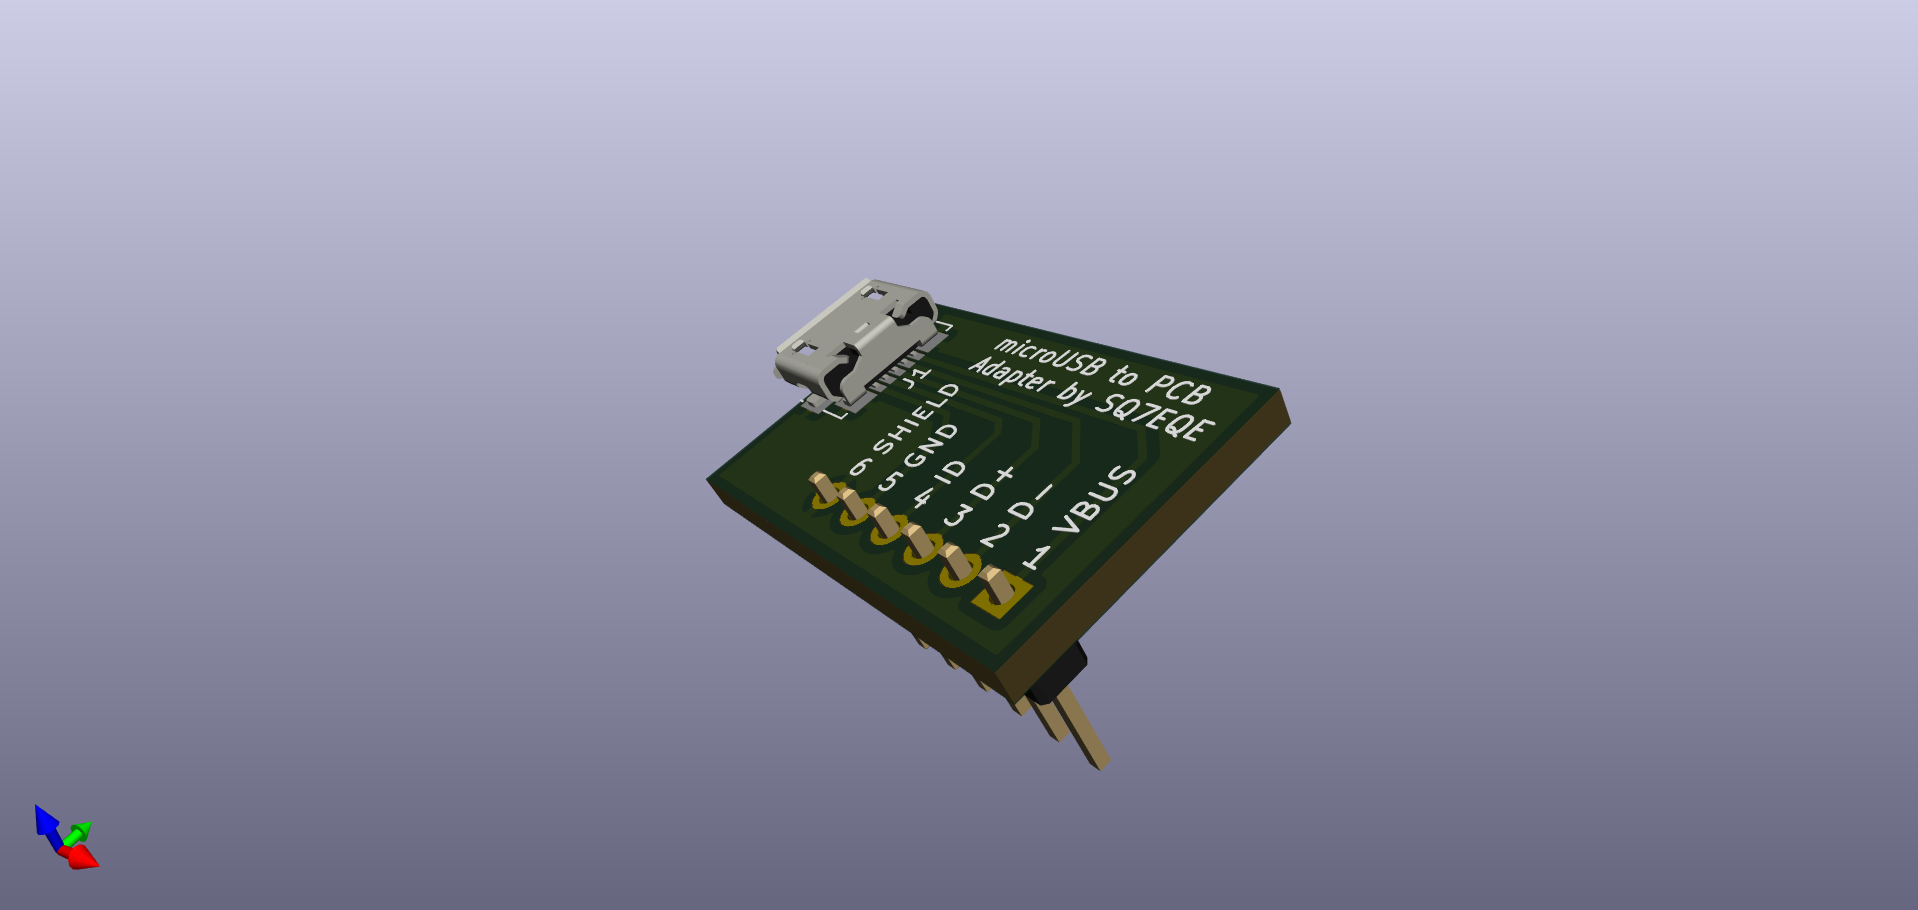 microUSB to PCB
Adapter by SQ7EQE
J1
6 SHIELD
5 GND
4 ID
3 D+
2 D-
1 VBUS